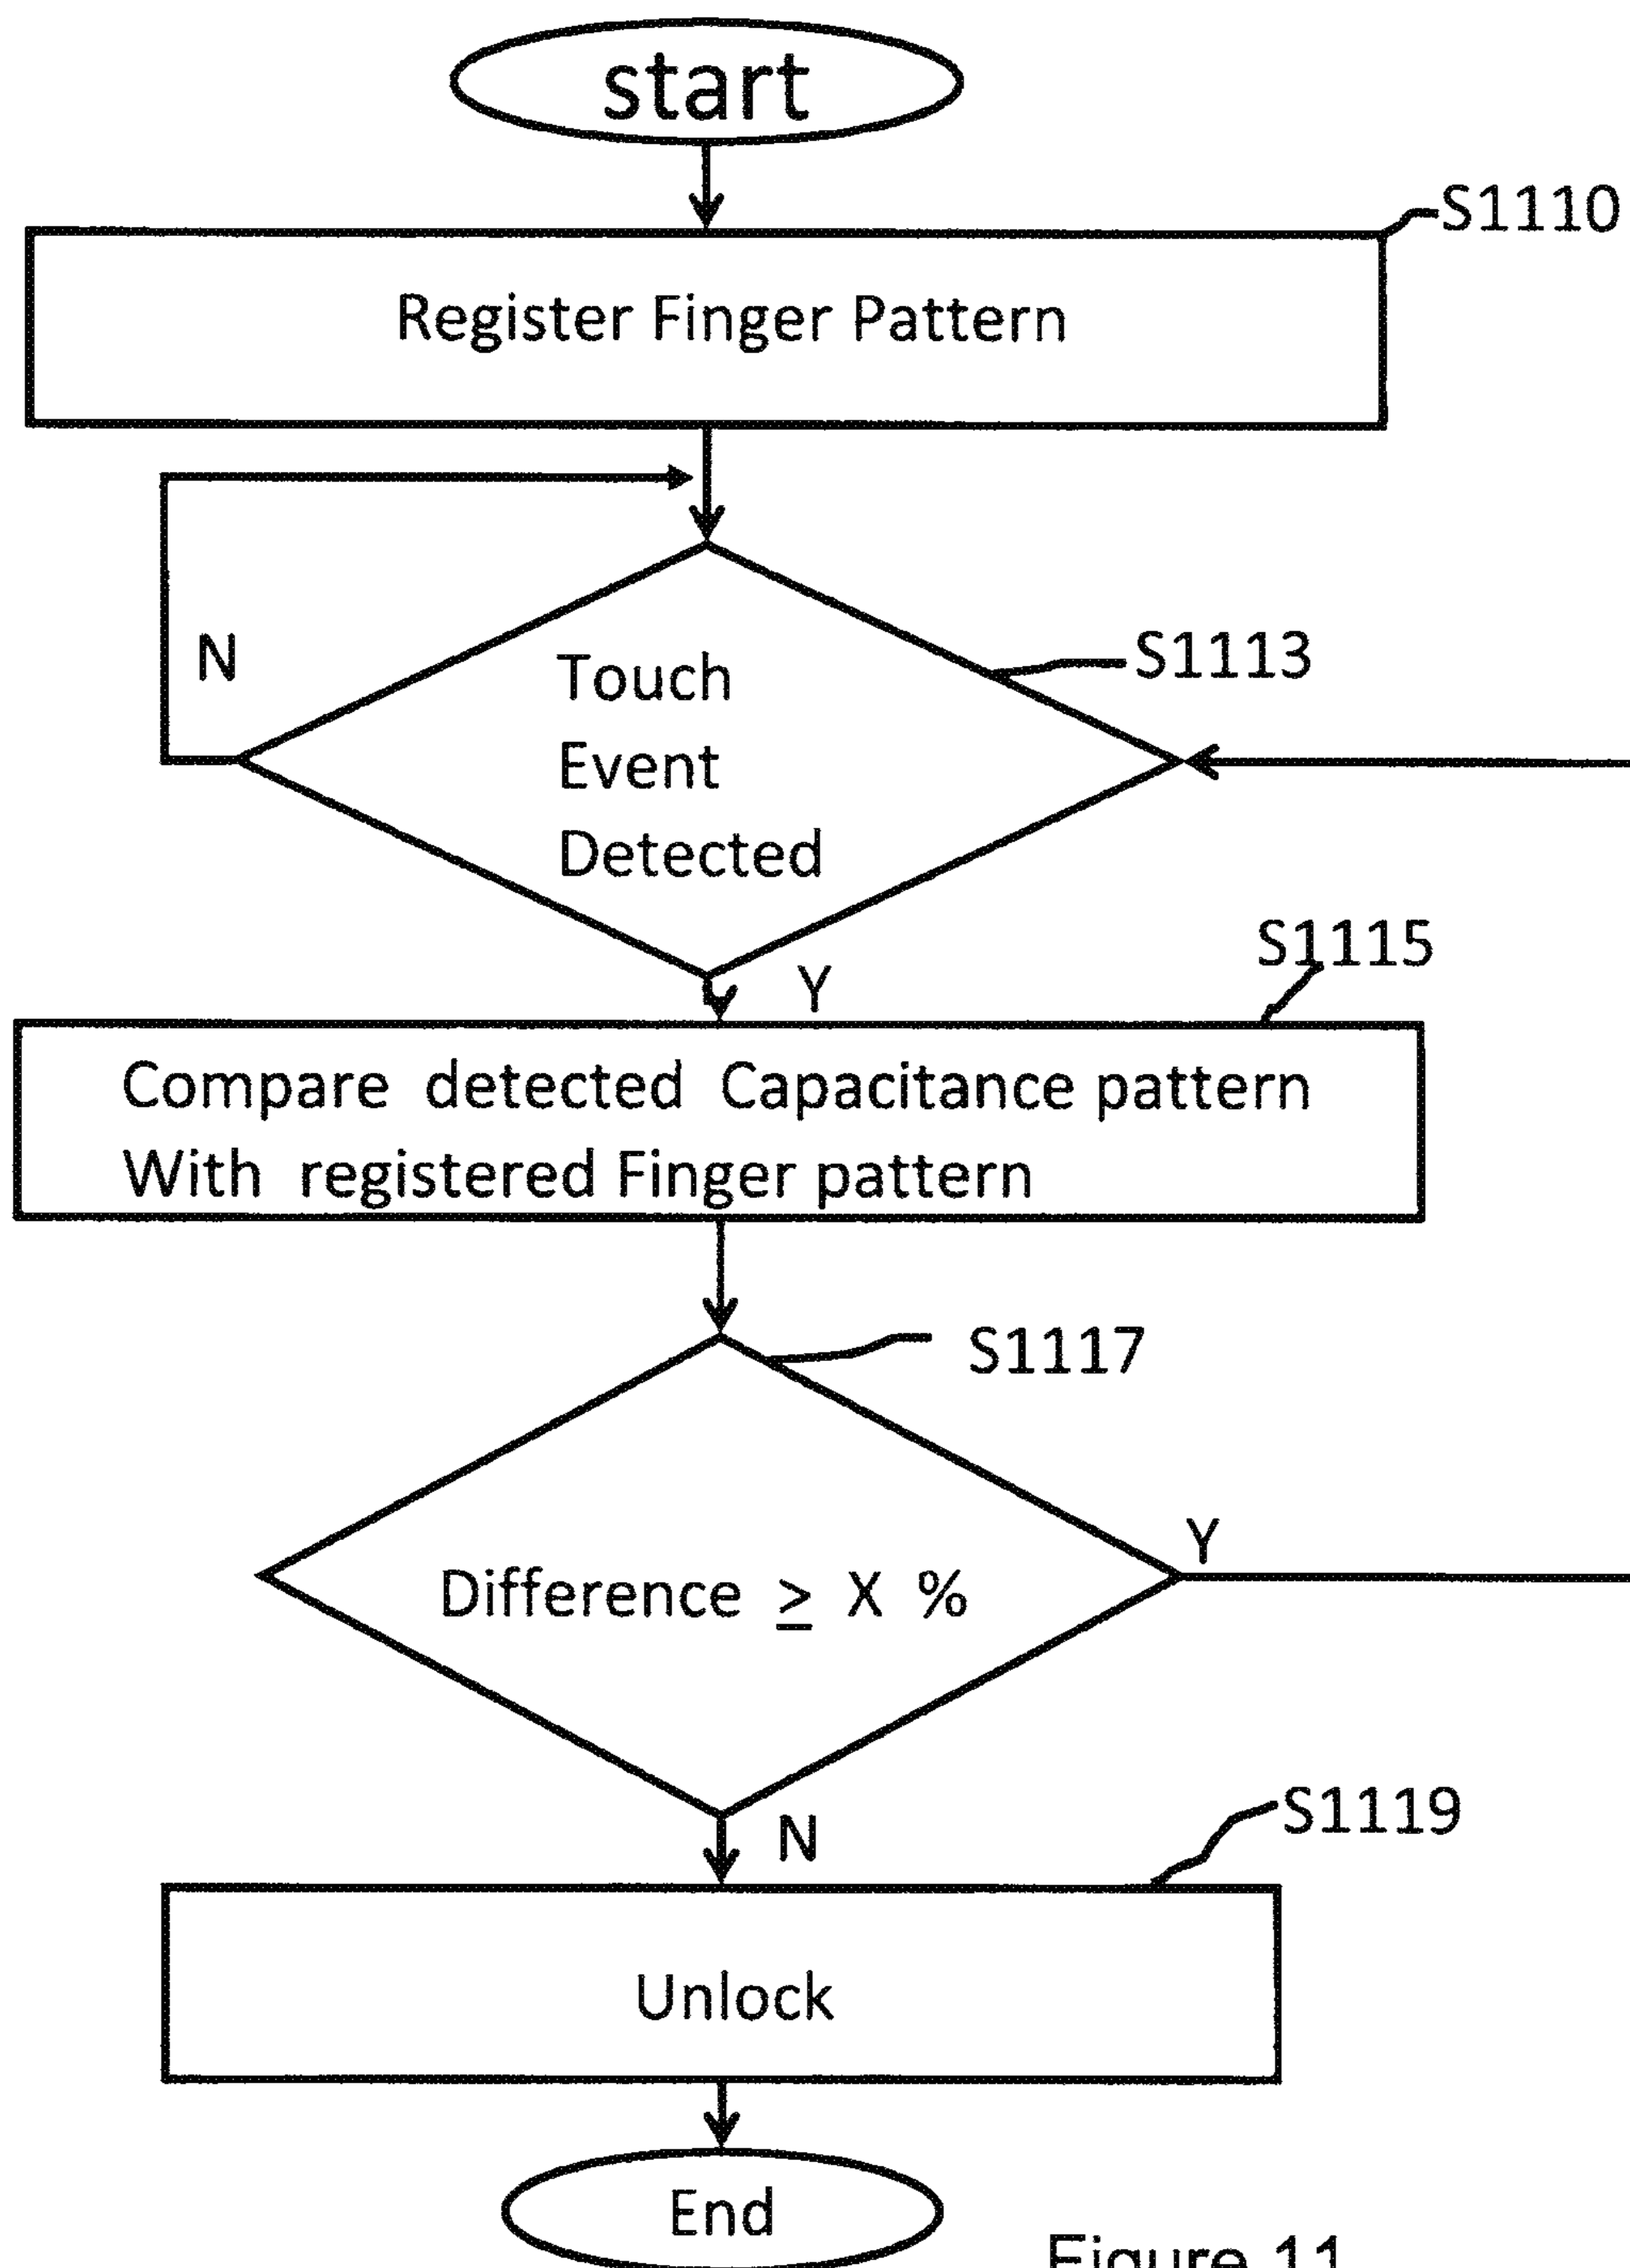 start
S1110
Register Finger Pattern
N
Touch
Event
Detected
S1113
Y
S1115
Compare detected Capacitance pattern
With registered Finger pattern
S1117
Difference ≥ X %
Y
N
S1119
Unlock
End
Figure 11